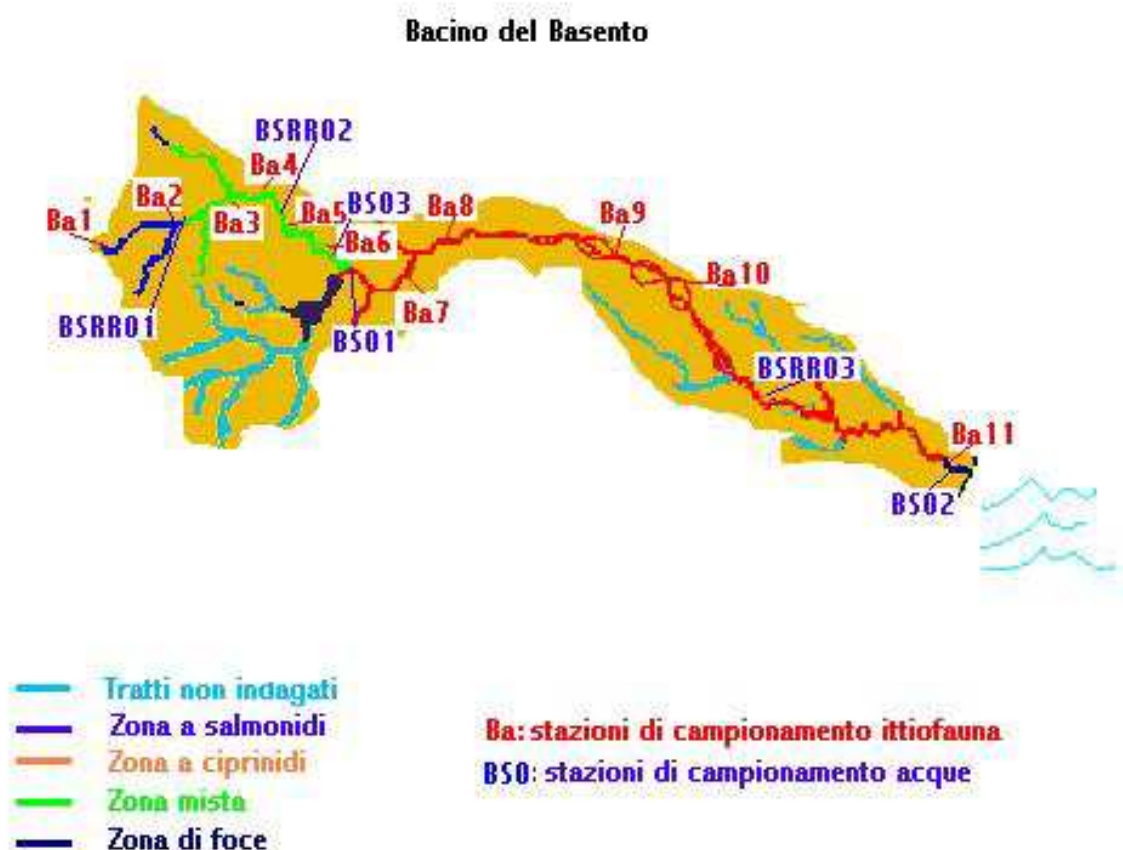 Bacino del Basento
BSRR02
Ba4
Ba2
Ba1
Ba3
Ba5
BS03
Ba8
Ba9
Ba6
Ba10
BSRR01
Ba7
BS01
BSRR03
Ba11
BS02
Tratti non indagati
Zona a salmonidi
Zona a ciprinidi
Zona mista
Zona di foce
Ba: stazioni di campionamento ittiofauna
BS0: stazioni di campionamento acque